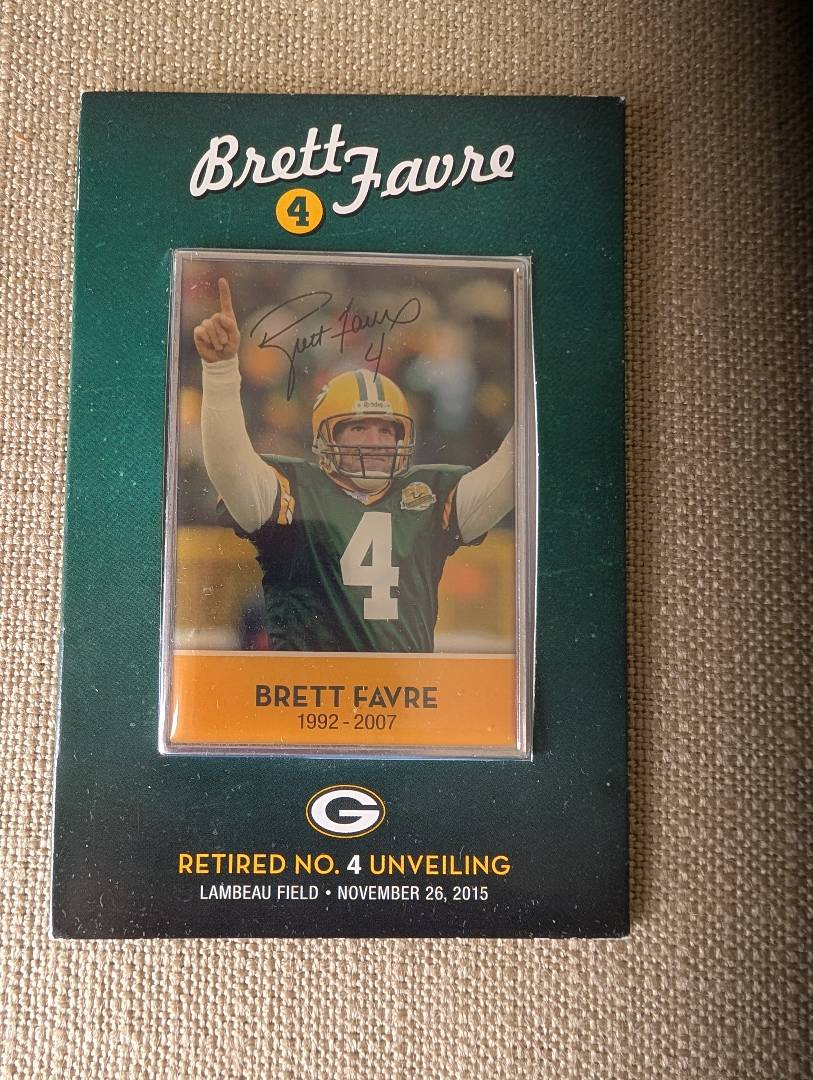 Brett Favre
4
Brett Favre
4
Riddell
4
BRETT FAVRE
1992 - 2007
G
RETIRED NO. 4 UNVEILING
LAMBEAU FIELD • NOVEMBER 26, 2015